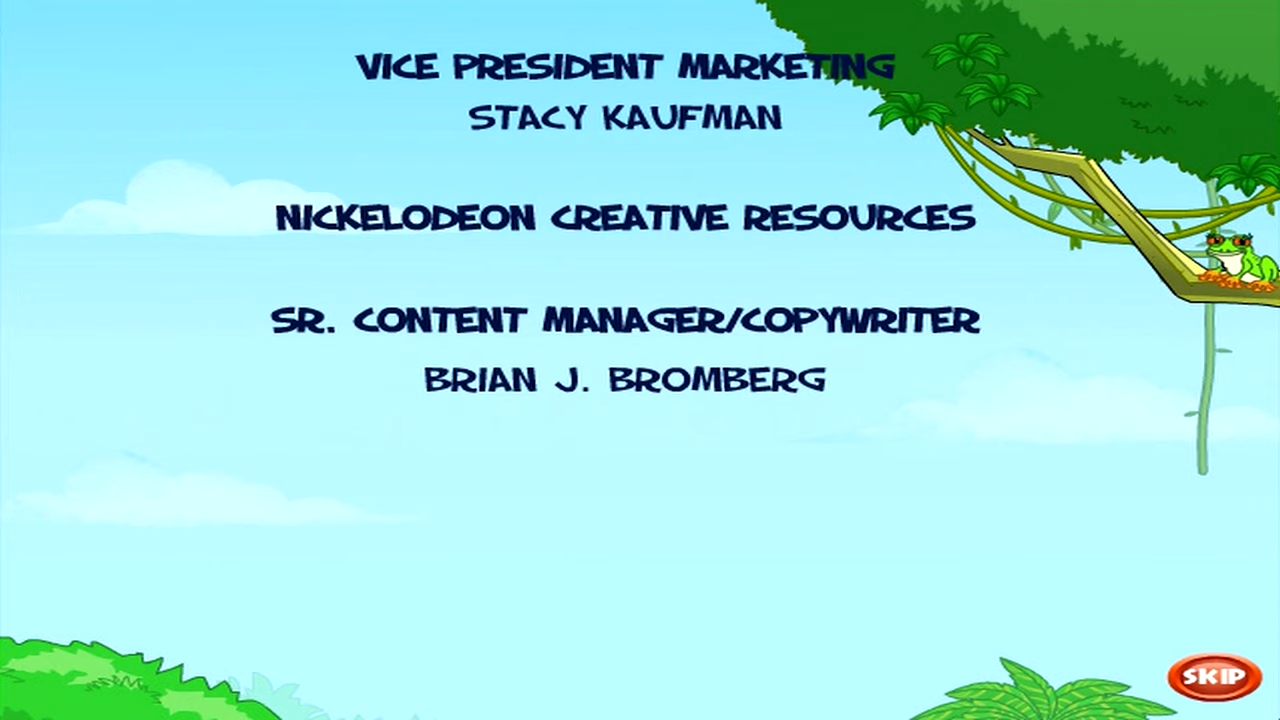 VICE PRESIDENT MARKETING
STACY KAUFMAN
NICKELODEON CREATIVE RESOURCES
SR. CONTENT MANAGER/COPYWRITER
BRIAN J. BROMBERG
SKIP